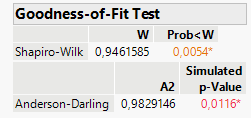 Goodness-of-Fit Test
W Prob<W
Shapiro-Wilk 0,9461585 0,0054*
Simulated
A2 p-Value
Anderson-Darling 0,9829146 0,0116*